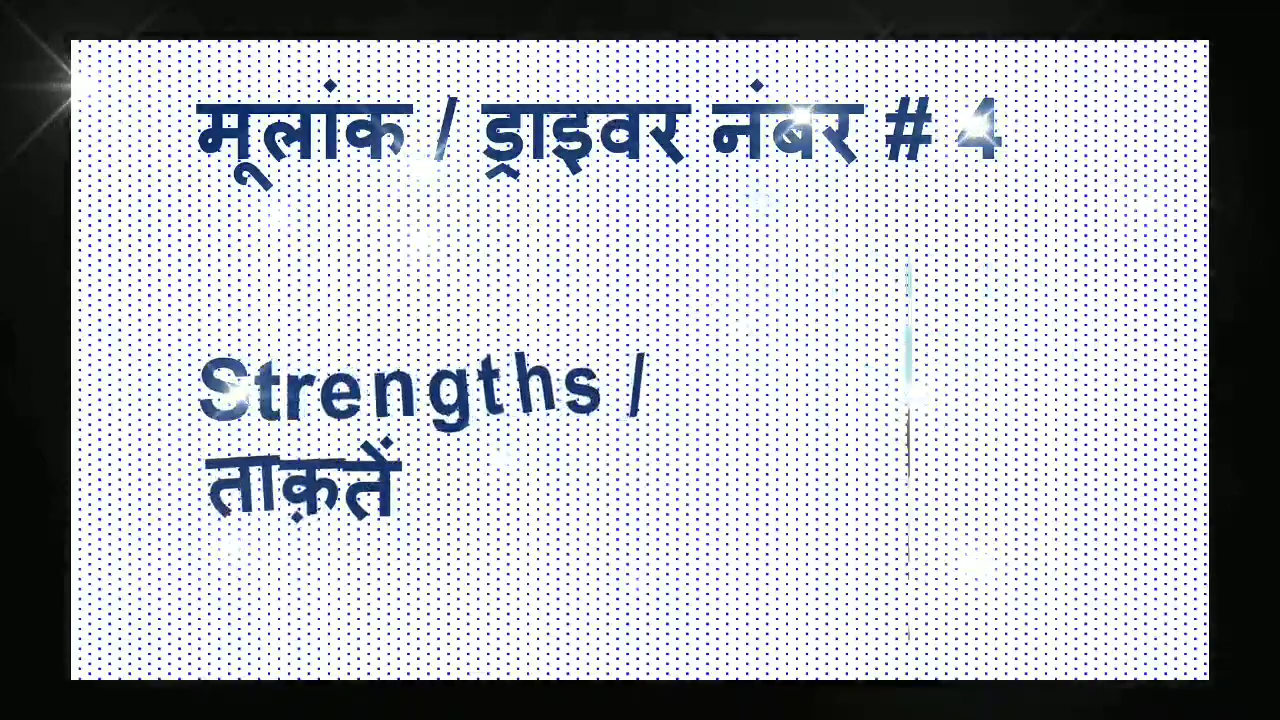 मूलांक / ड्राइवर नंबर # 4
Strengths /
ताक़तें